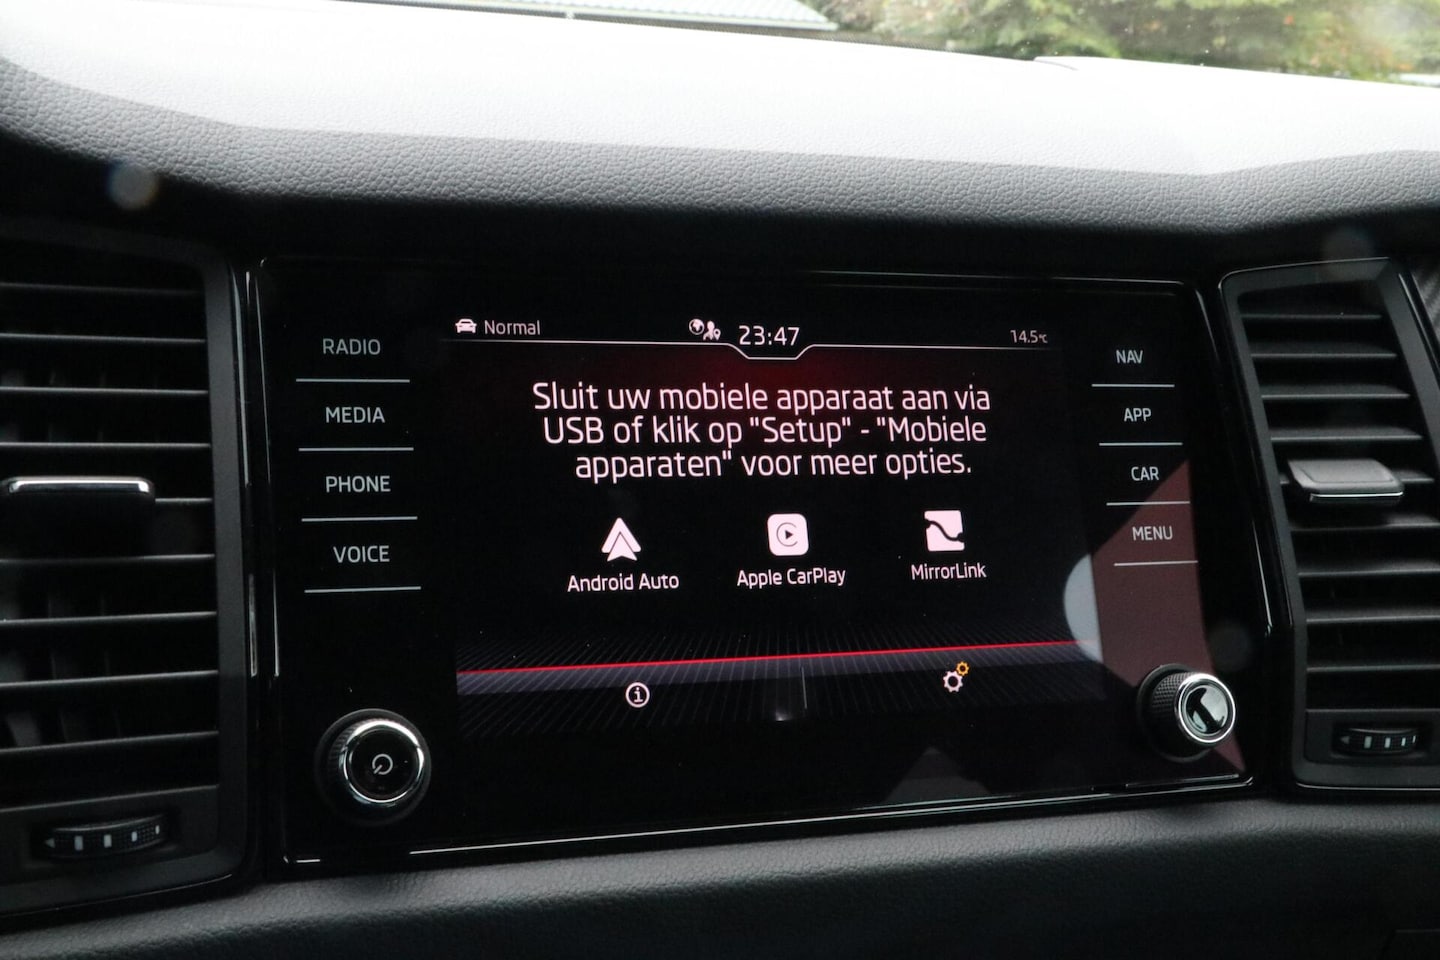 Normal
23:47
14.5°C
RADIO
MEDIA
PHONE
VOICE
Sluit uw mobiele apparaat aan via
USB of klik op "Setup" - "Mobiele
apparaten" voor meer opties.
Android Auto
Apple CarPlay
MirrorLink
NAV
APP
CAR
MENU